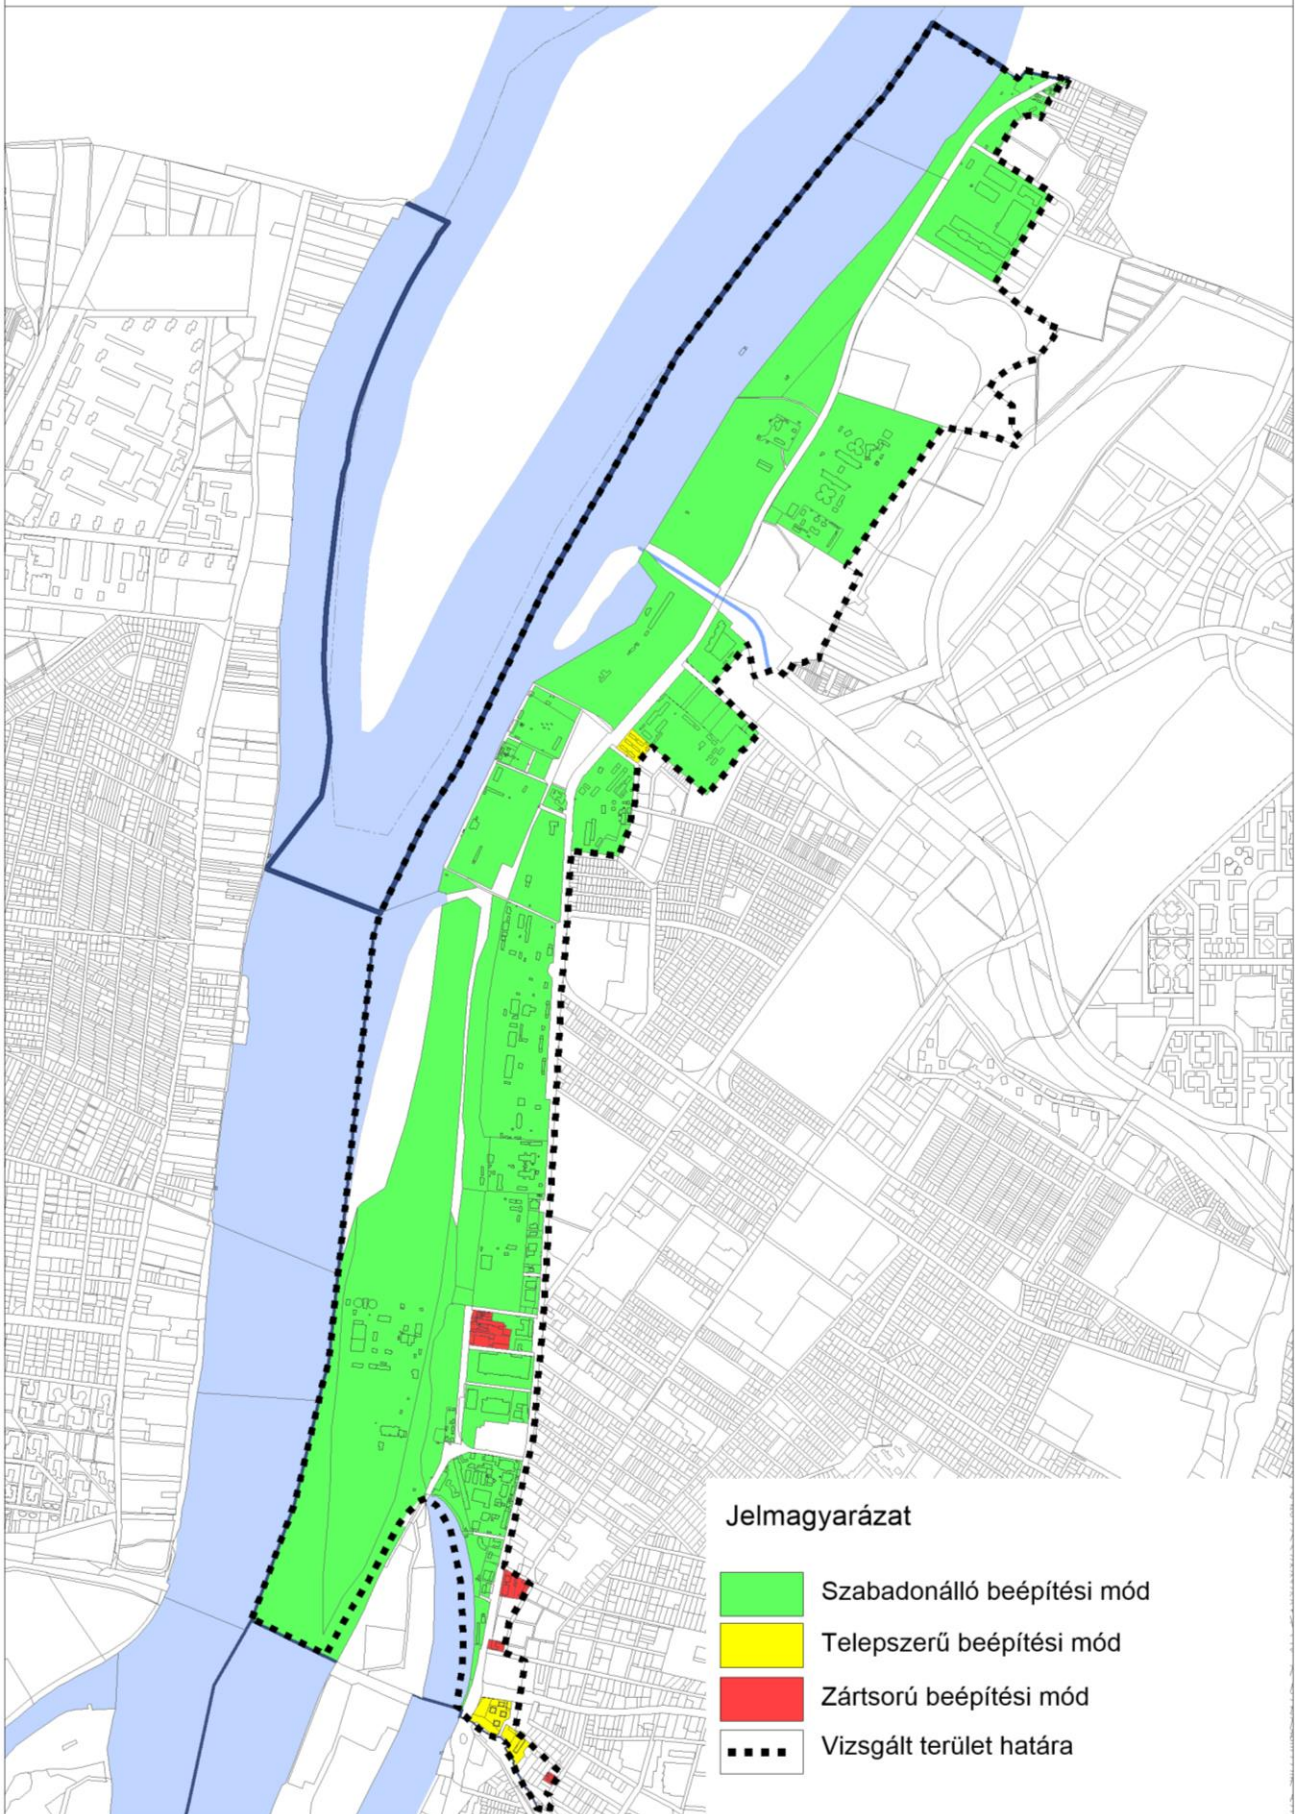 Jelmagyarázat
Szabadonálló beépítési mód
Telepszerű beépítési mód
Zártsorú beépítési mód
Vizsgált terület határa